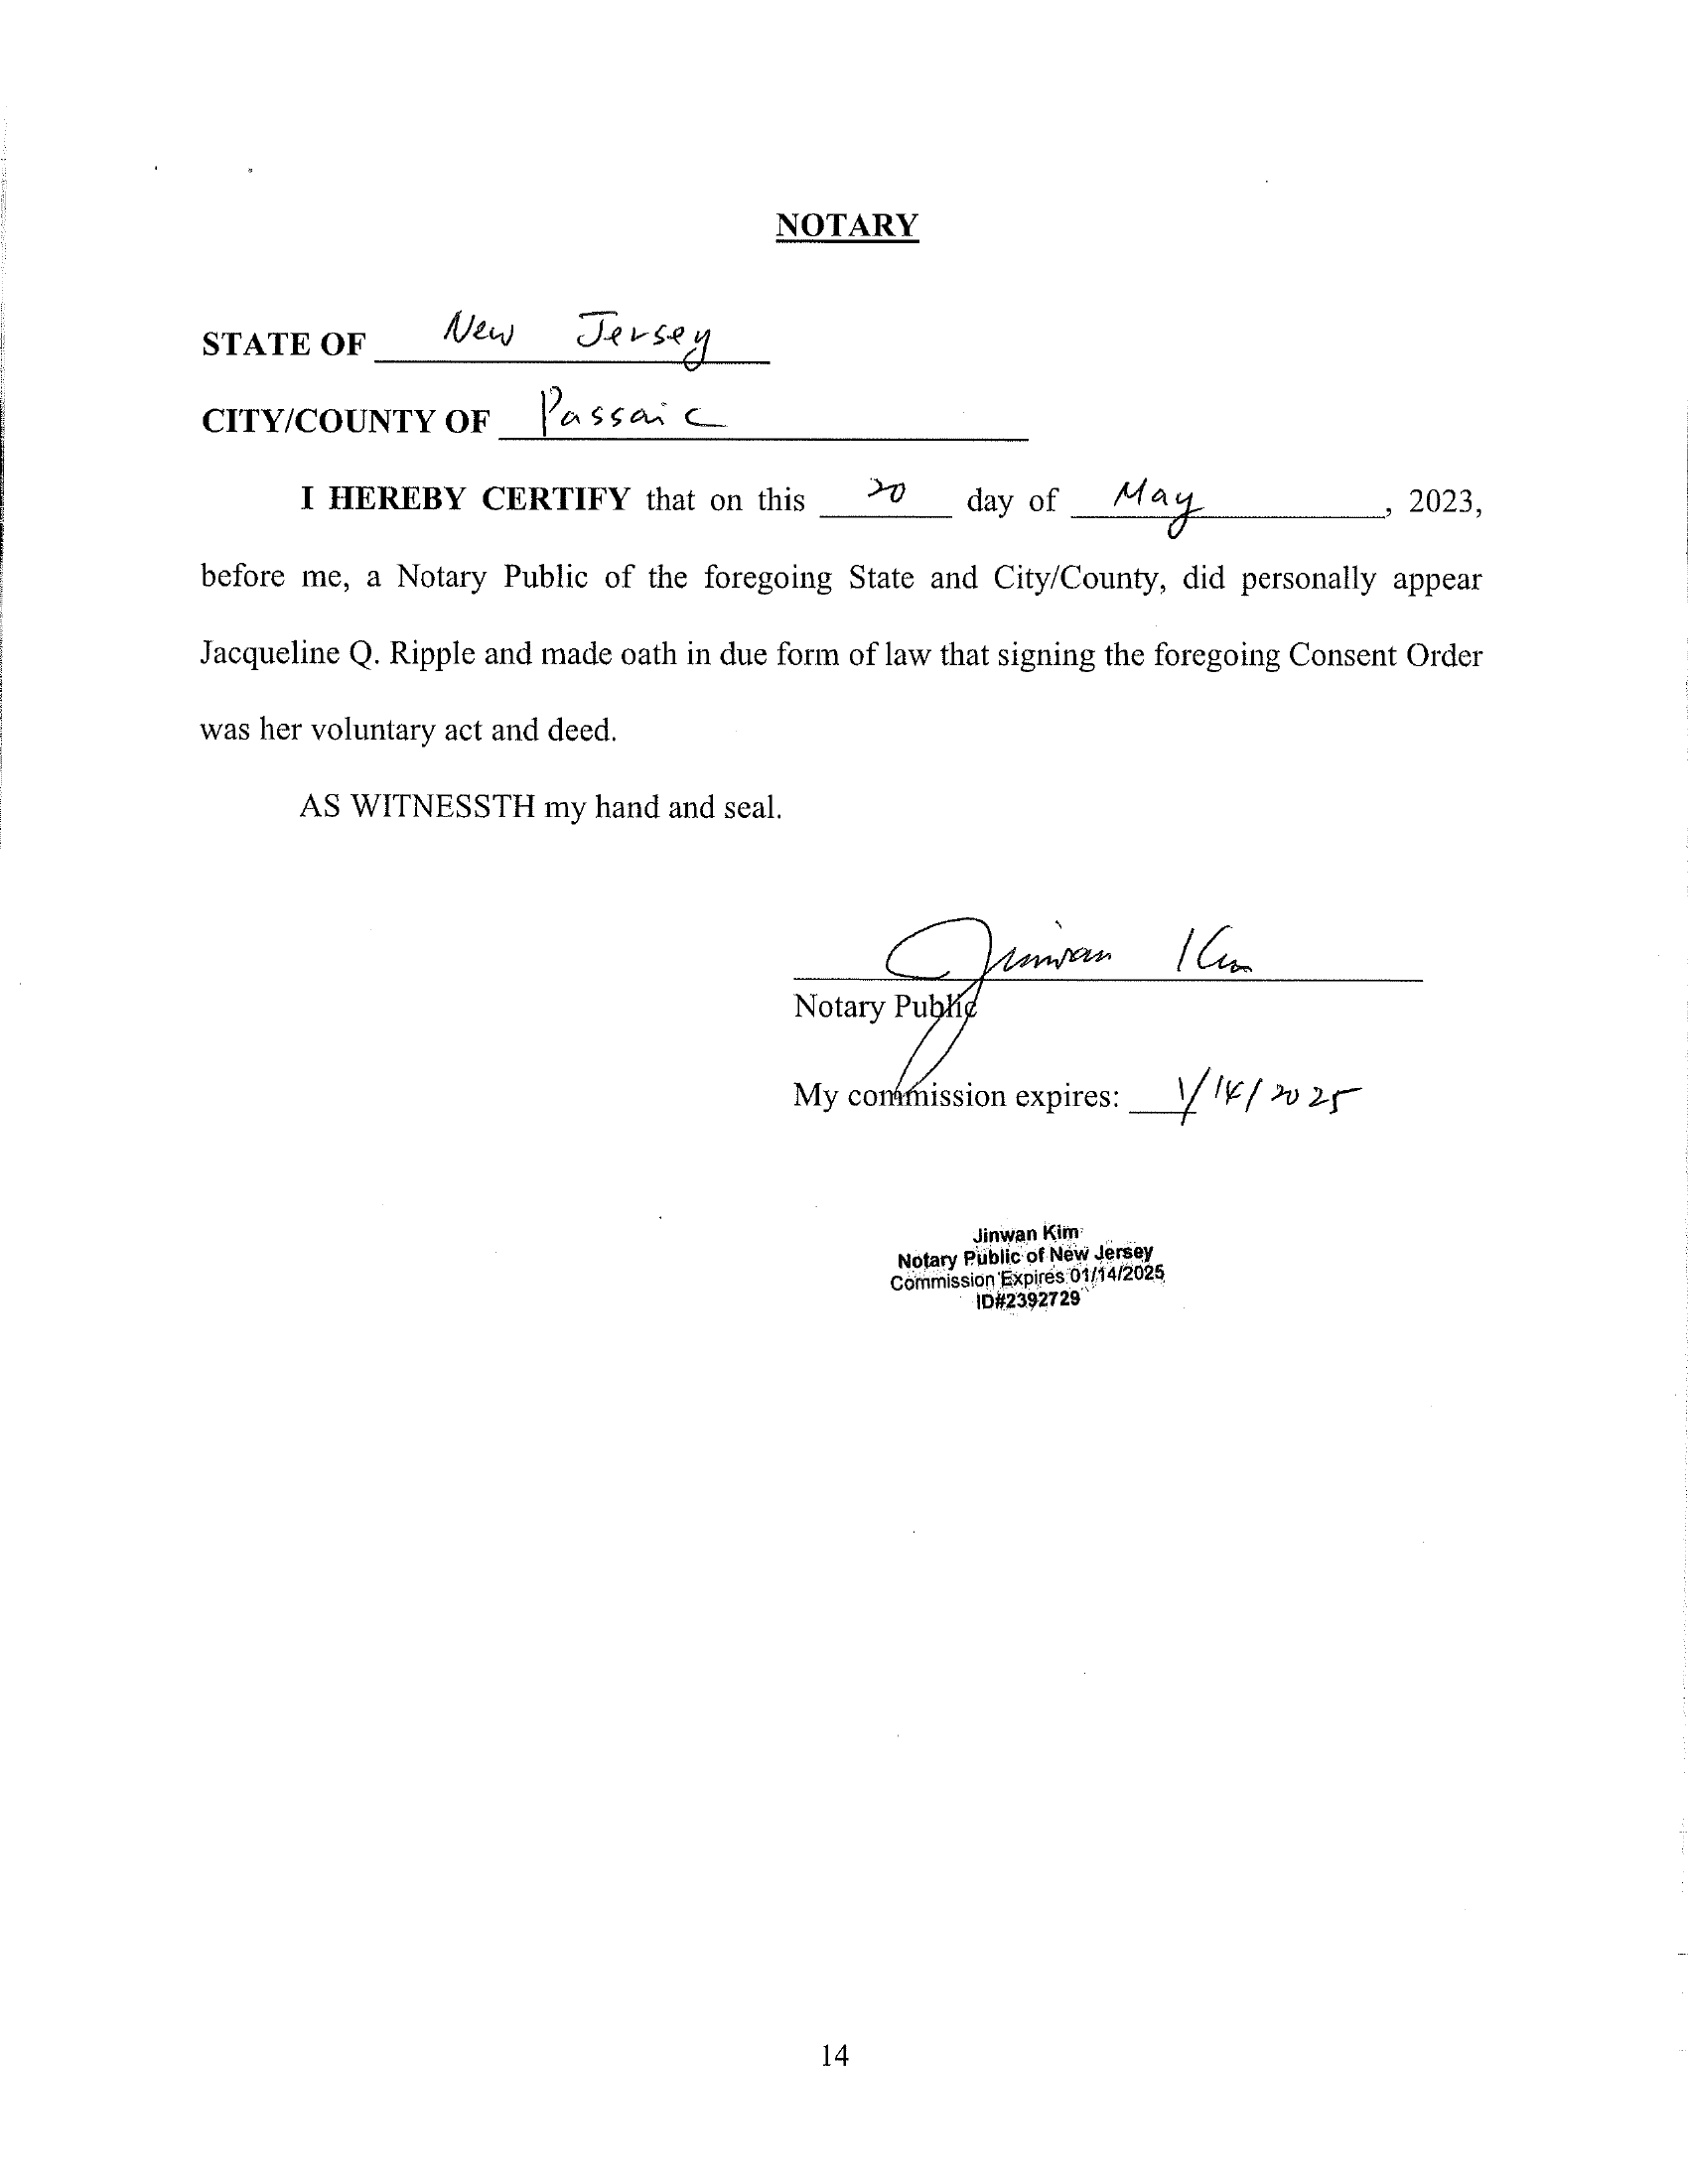 NOTARY
STATE OF New Jersey
CITY/COUNTY OF Passaic
I HEREBY CERTIFY that on this 20 day of May, 2023,
before me, a Notary Public of the foregoing State and City/County, did personally appear
Jacqueline Q. Ripple and made oath in due form of law that signing the foregoing Consent Order
was her voluntary act and deed.
AS WITNESSTH my hand and seal.
Jinwan Kim
Notary Public
My commission expires: 1/14/2025
Jinwan Kim
Notary Public of New Jersey
Commission Expires 01/14/2025
ID#2392729
14